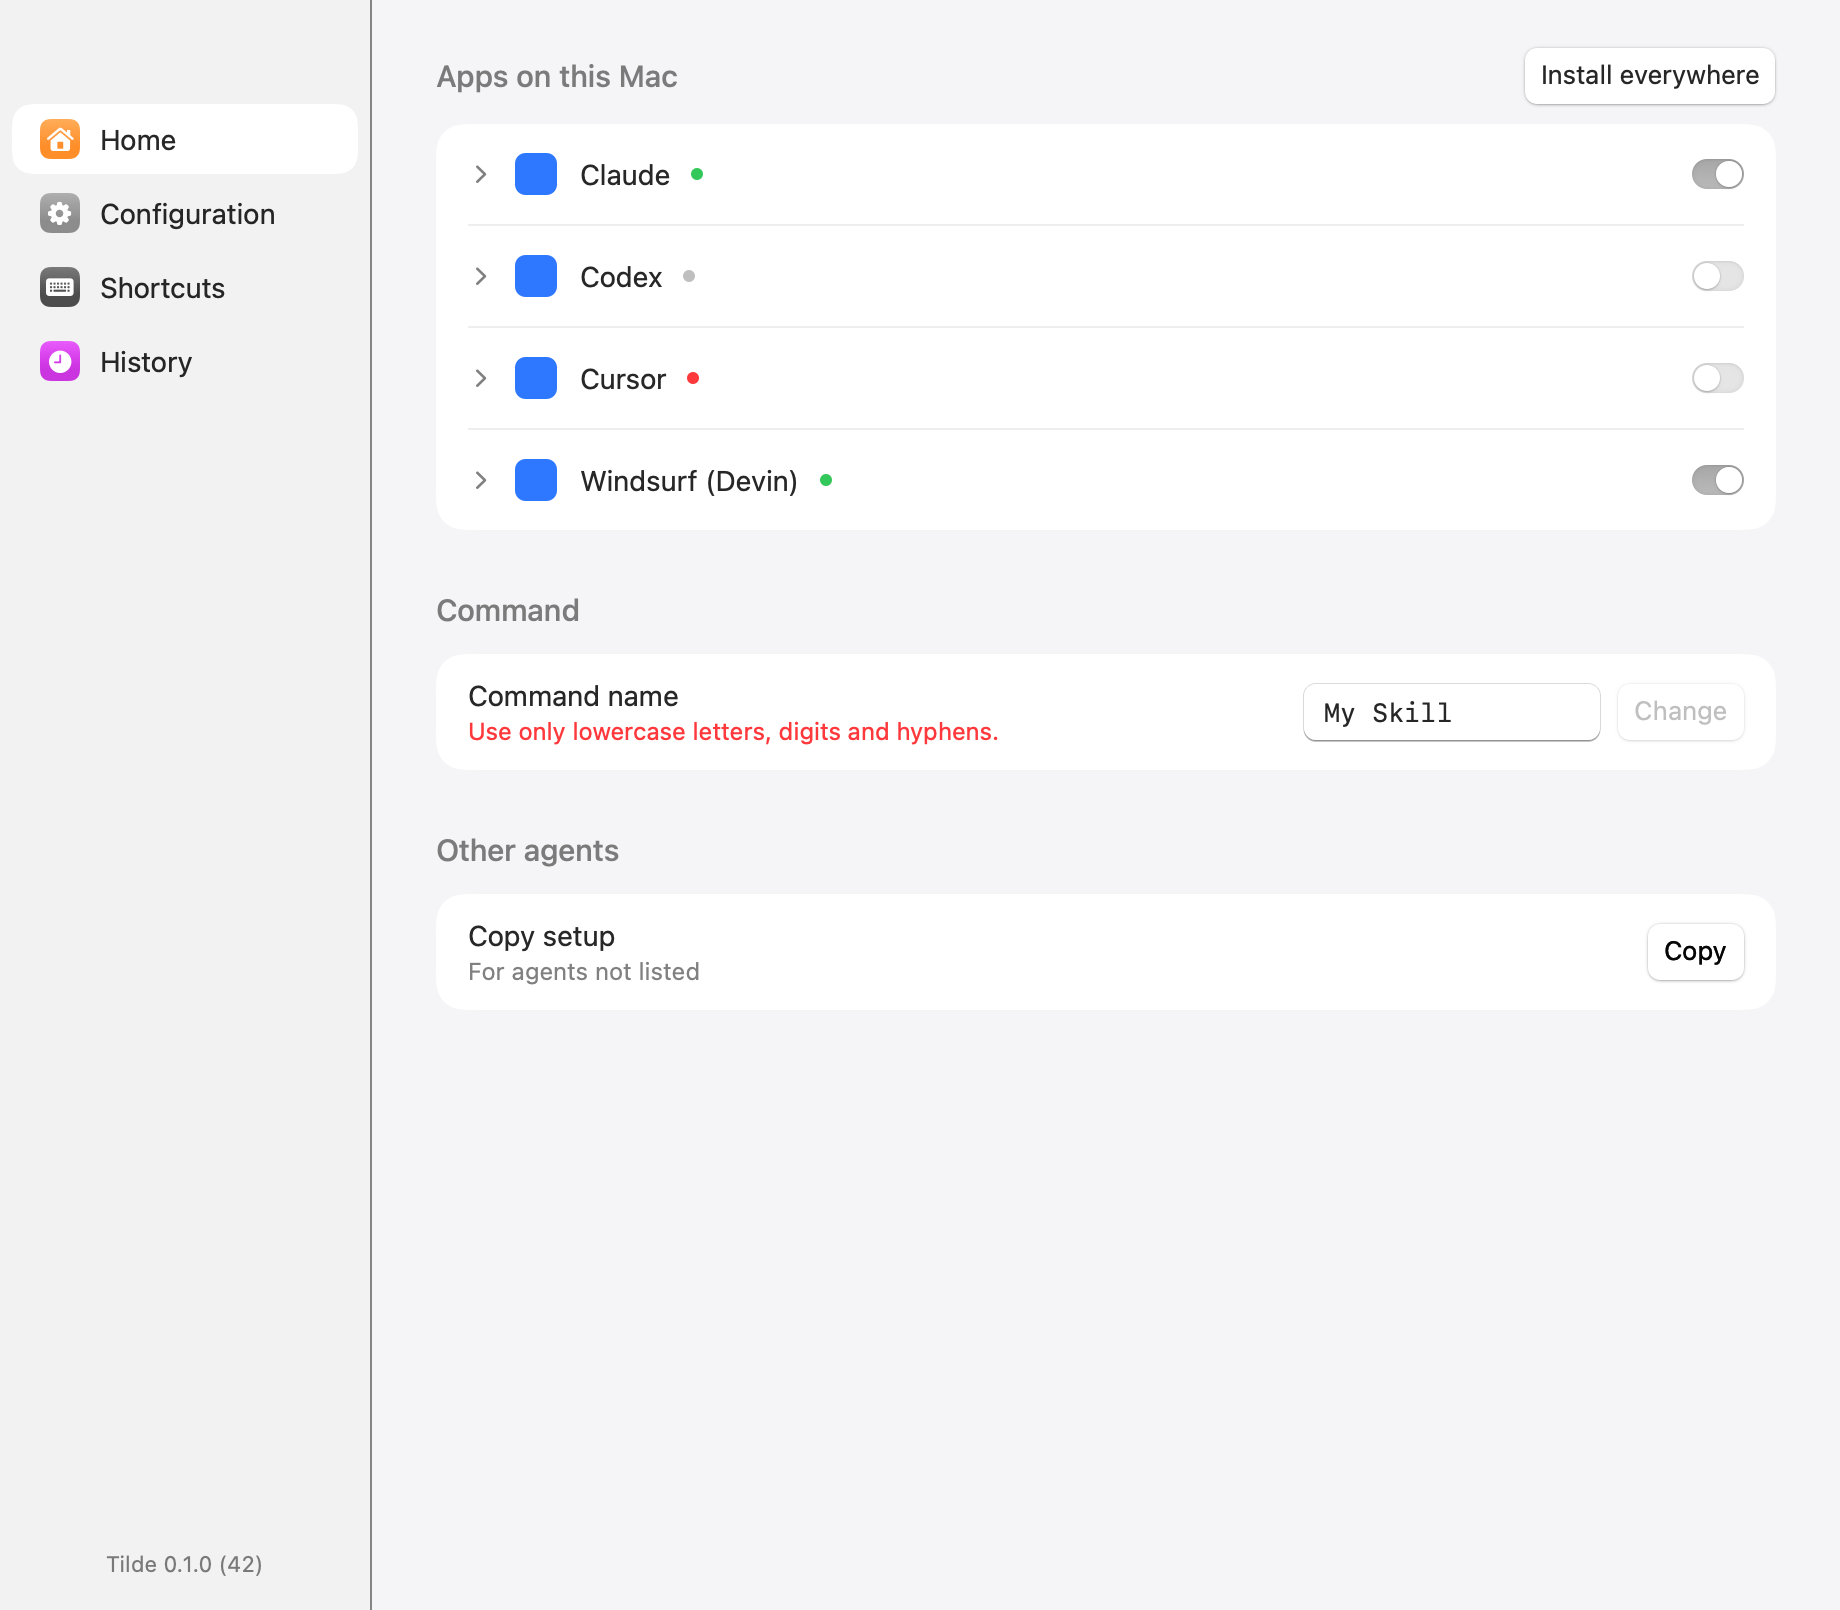 Home
Configuration
Shortcuts
History
Tilde 0.1.0 (42)
Apps on this Mac
Install everywhere
Claude
Codex
Cursor
Windsurf (Devin)
Command
Command name
Use only lowercase letters, digits and hyphens.
My Skill
Change
Other agents
Copy setup
For agents not listed
Copy